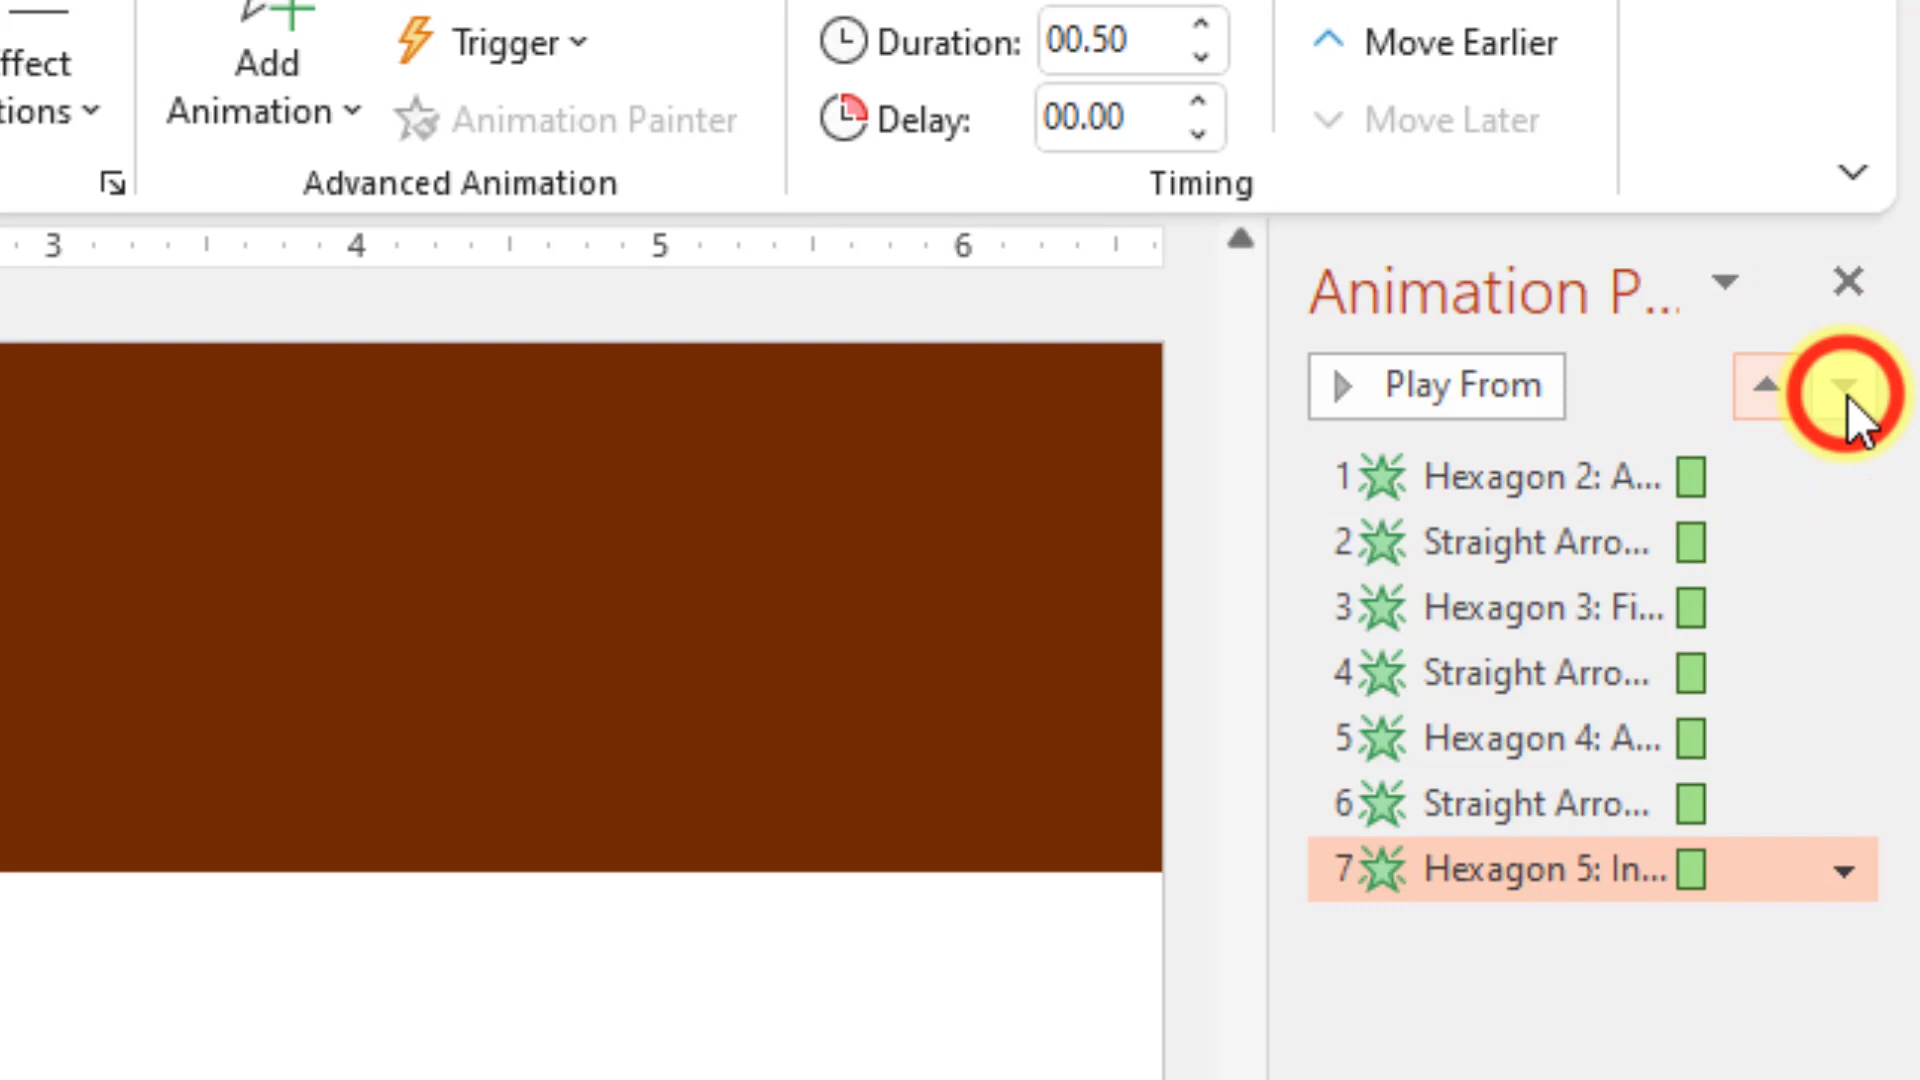 ffect
tions
Add
Animation
Trigger
Animation Painter
Advanced Animation
Duration: 00.50
Delay: 00.00
Timing
Move Earlier
Move Later
3 4 5 6
Animation P...
Play From
1 Hexagon 2: A...
2 Straight Arro...
3 Hexagon 3: Fi...
4 Straight Arro...
5 Hexagon 4: A...
6 Straight Arro...
7 Hexagon 5: In...